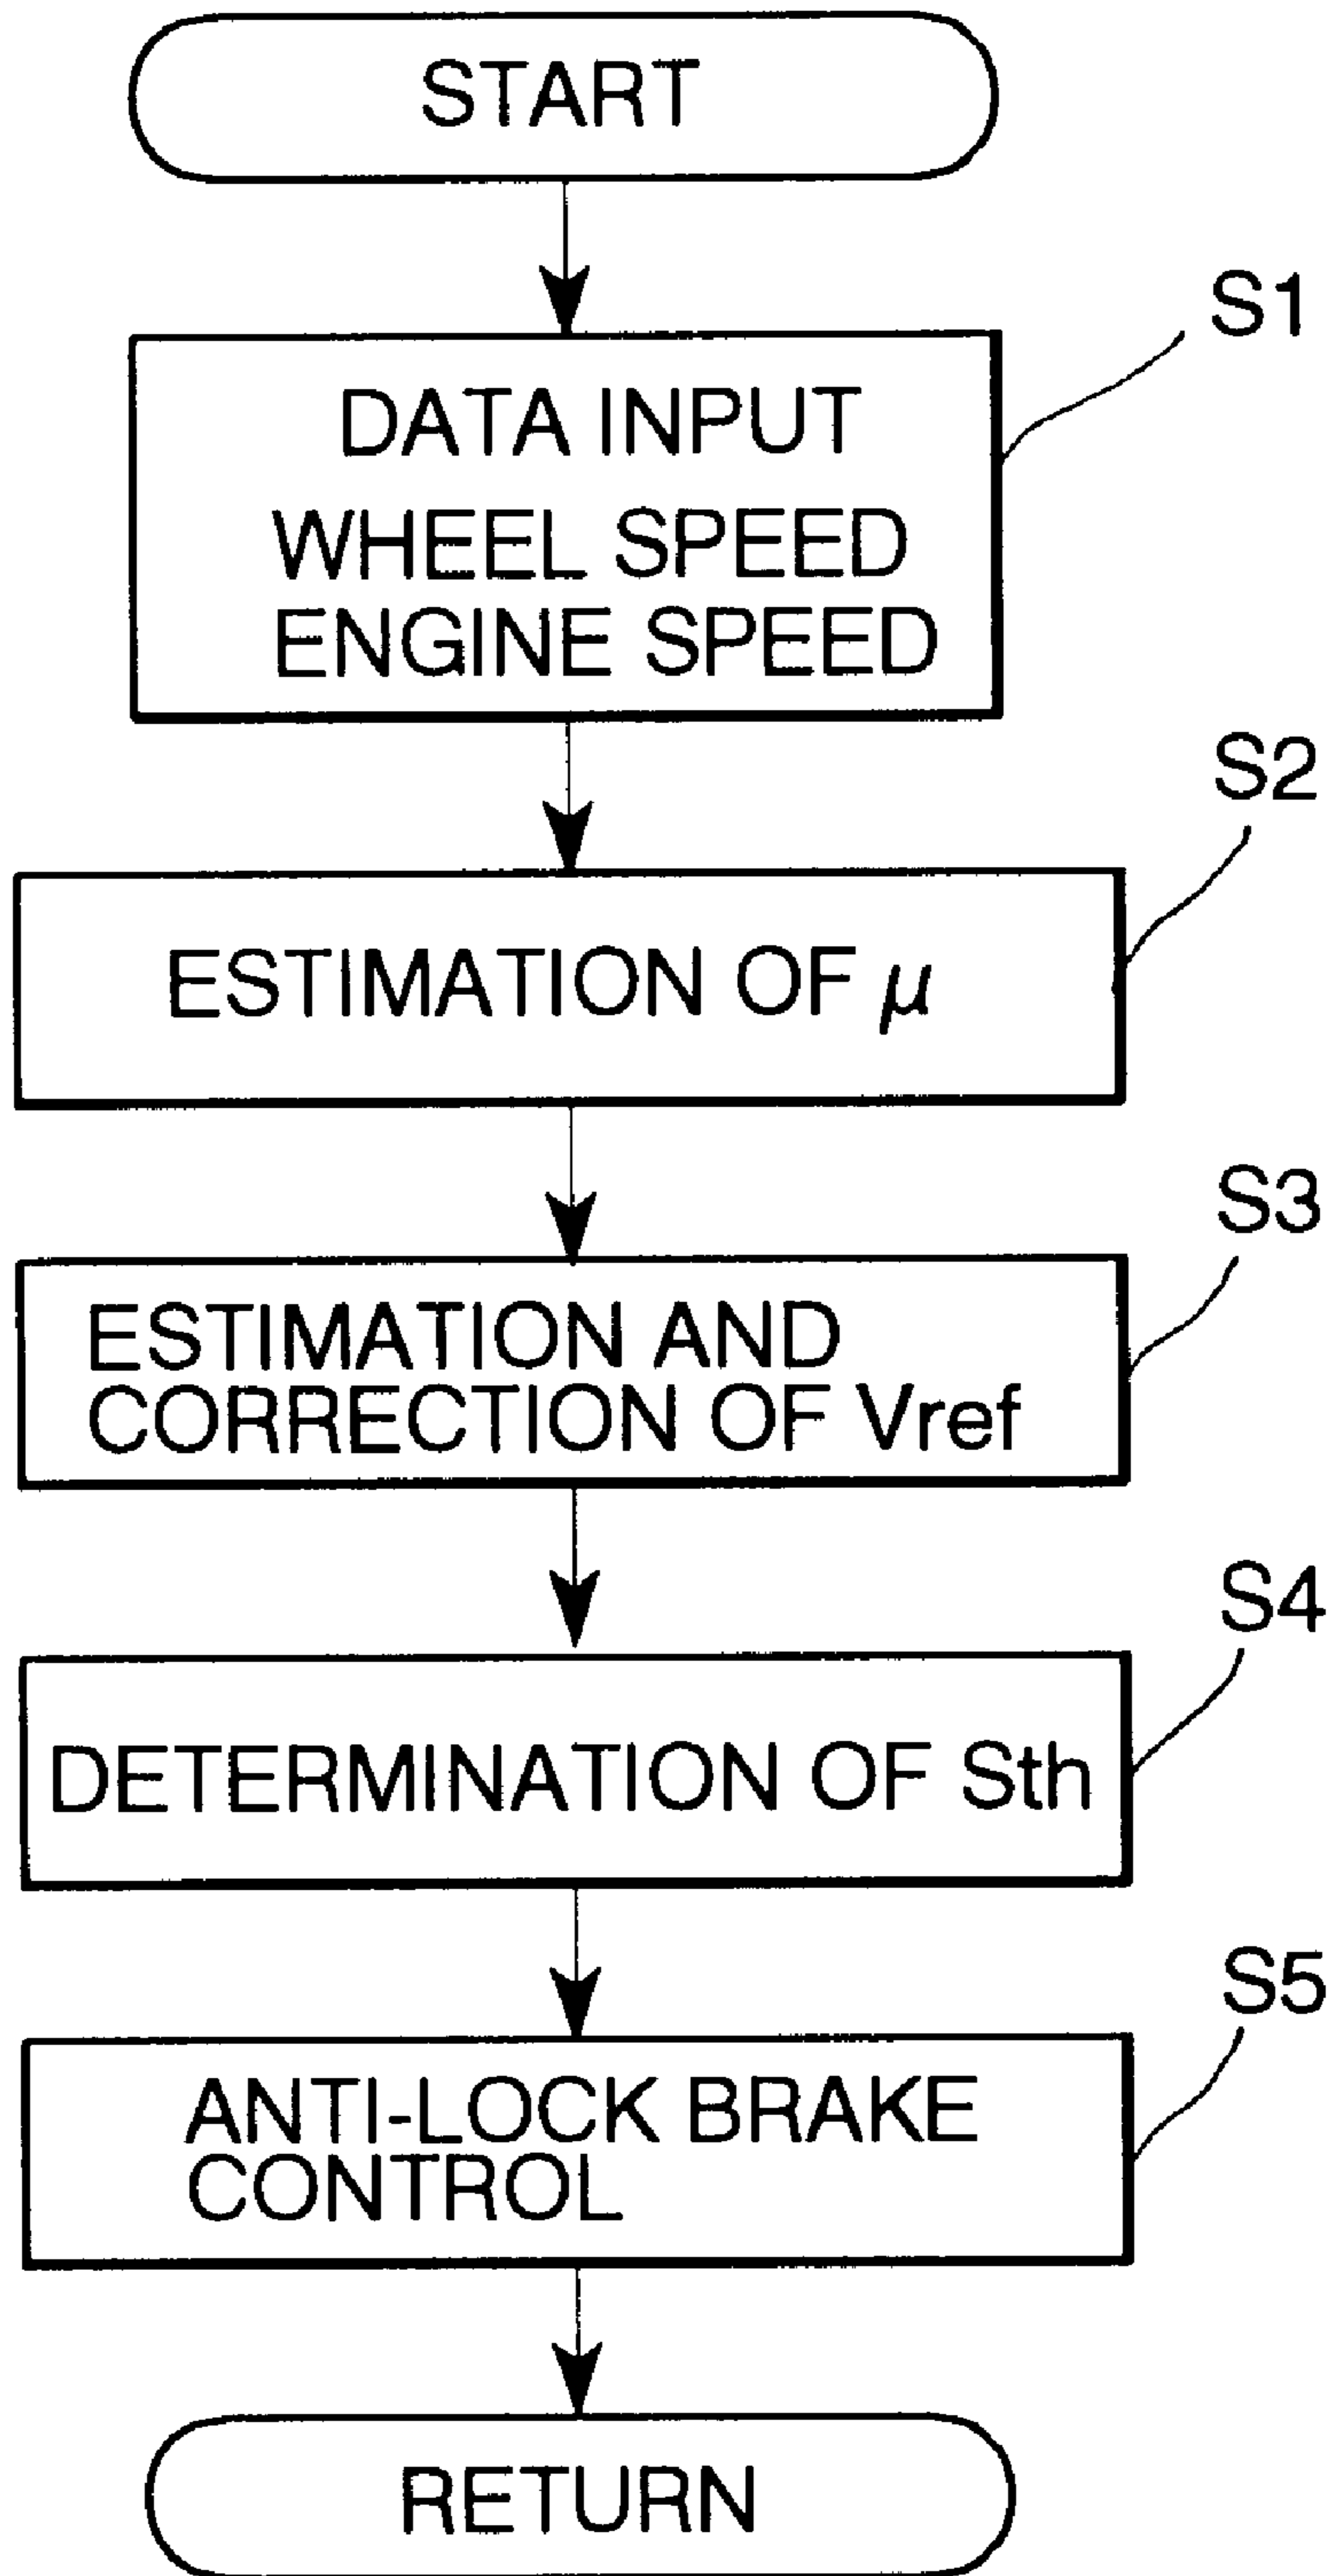 START
S1
DATA INPUT
WHEEL SPEED
ENGINE SPEED
S2
ESTIMATION OF μ
S3
ESTIMATION AND
CORRECTION OF Vref
S4
DETERMINATION OF Sth
S5
ANTI-LOCK BRAKE
CONTROL
RETURN